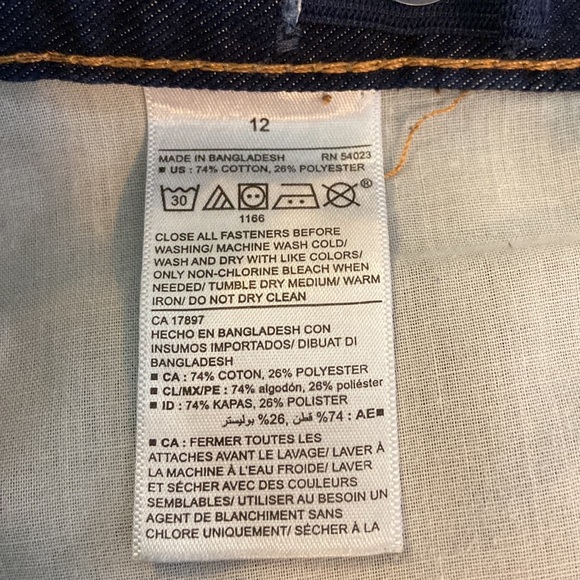 12
MADE IN BANGLADESH RN 54023
■ US : 74% COTTON, 26% POLYESTER
30 ®
1166
CLOSE ALL FASTENERS BEFORE
WASHING/ MACHINE WASH COLD/
WASH AND DRY WITH LIKE COLORS/
ONLY NON-CHLORINE BLEACH WHEN
NEEDED/ TUMBLE DRY MEDIUM/ WARM
IRON/ DO NOT DRY CLEAN
CA 17897
HECHO EN BANGLADESH CON
INSUMOS IMPORTADOS/ DIBUAT DI
BANGLADESH
■ CA : 74% COTON, 26% POLYESTER
■ CL/MX/PE : 74% algodón, 26% poliéster
■ ID : 74% KAPAS, 26% POLISTER
■AE : 74% قطن, 26% بوليستر
■ CA : FERMER TOUTES LES
ATTACHES AVANT LE LAVAGE/ LAVER À
LA MACHINE À L'EAU FROIDE/ LAVER
ET SÉCHER AVEC DES COULEURS
SEMBLABLES/ UTILISER AU BESOIN UN
AGENT DE BLANCHIMENT SANS
CHLORE UNIQUEMENT/ SÉCHER À LA